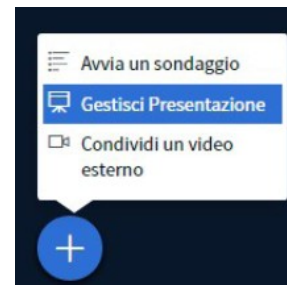 Avvia un sondaggio
Gestisci Presentazione
Condividi un video
esterno